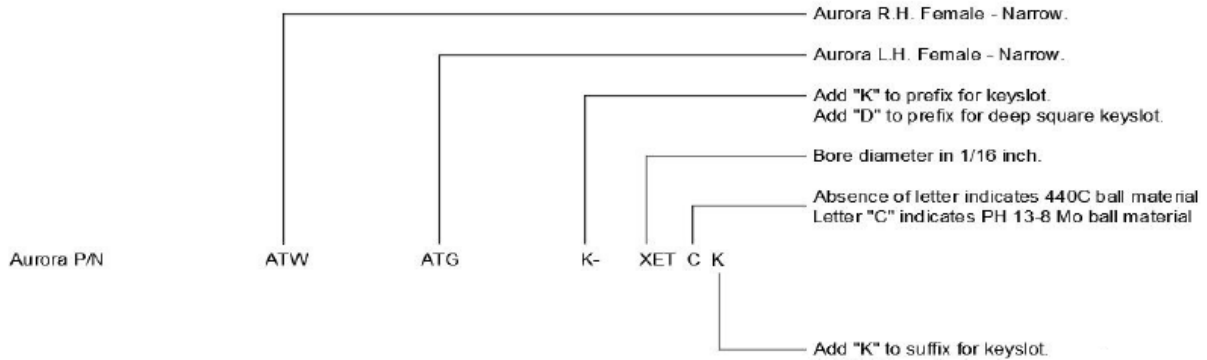 Aurora R.H. Female - Narrow.
Aurora L.H. Female - Narrow.
Add "K" to prefix for keyslot.
Add "D" to prefix for deep square keyslot.
Bore diameter in 1/16 inch.
Absence of letter indicates 440C ball material
Letter "C" indicates PH 13-8 Mo ball material
Aurora P/N ATW ATG K- XET C K
Add "K" to suffix for keyslot.